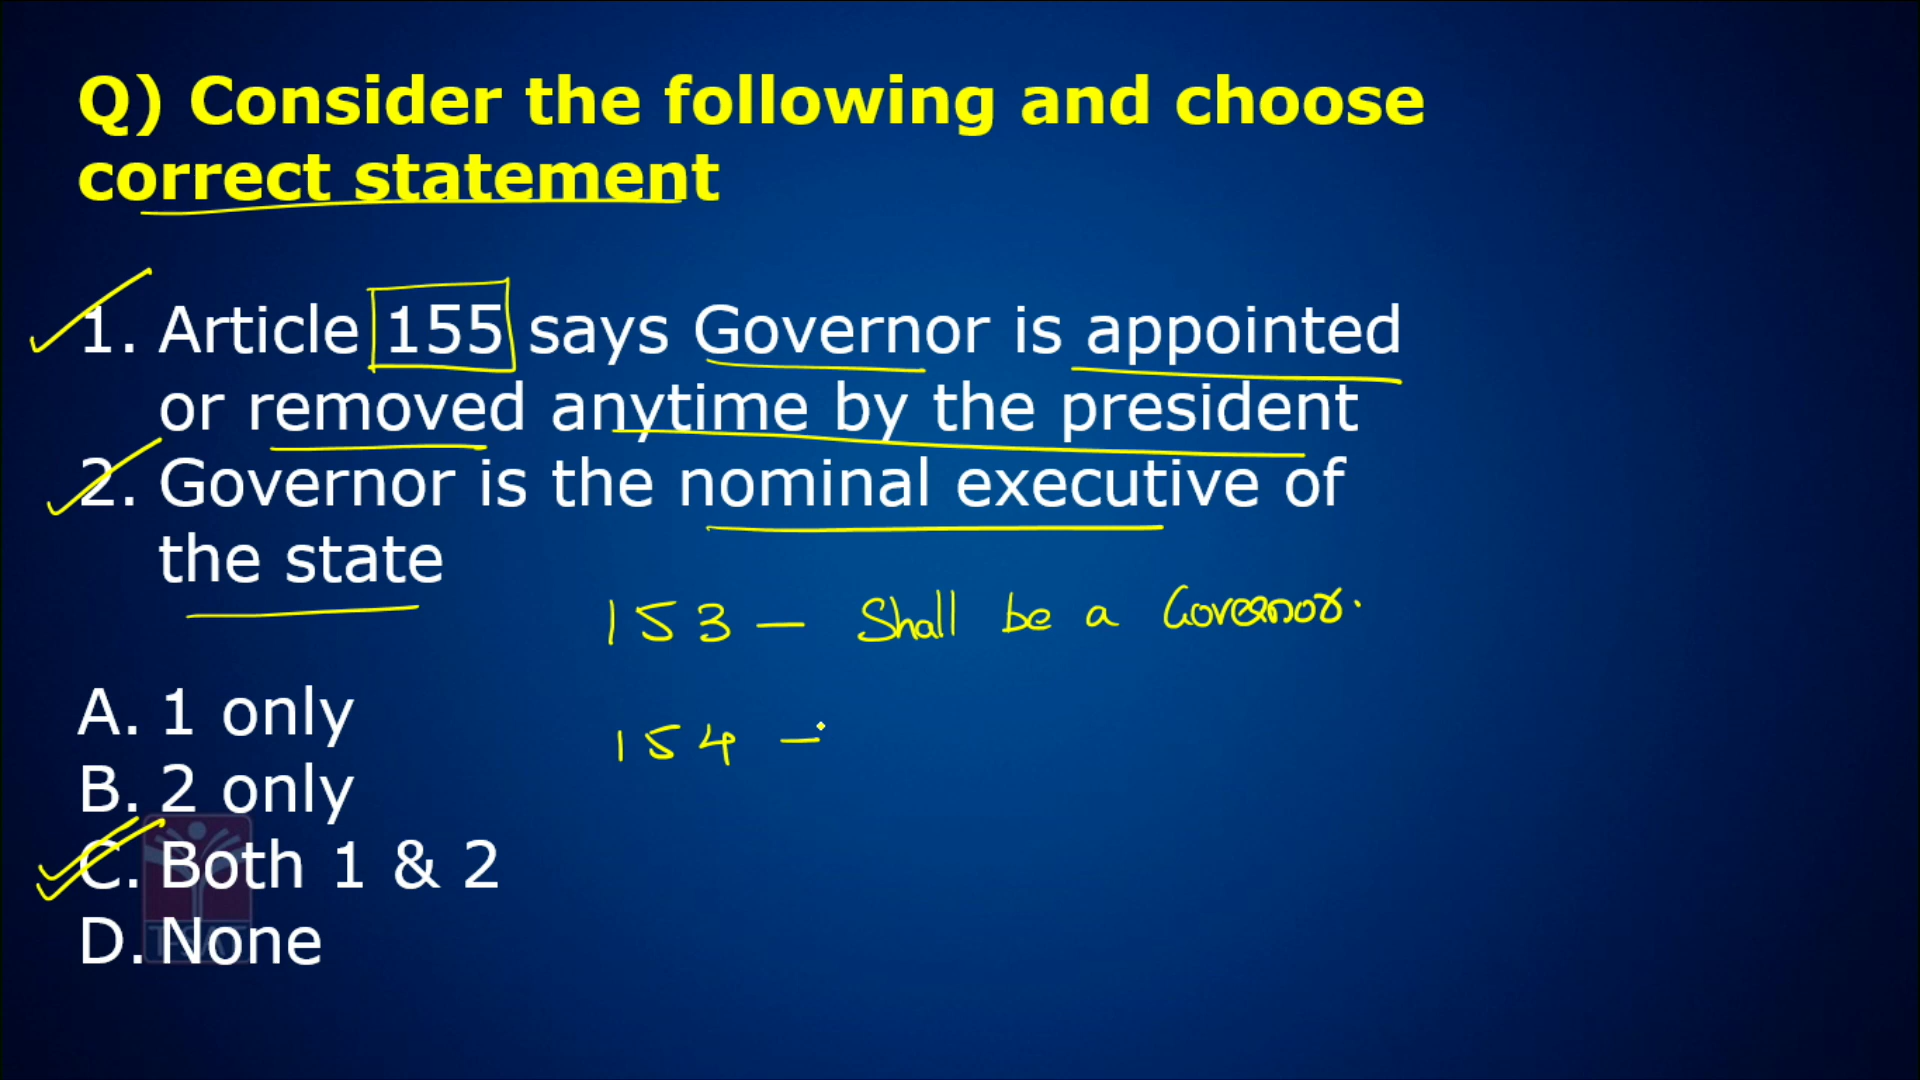 Q) Consider the following and choose
correct statement
1. Article 155 says Governor is appointed
or removed anytime by the president
2. Governor is the nominal executive of
the state
153 — Shall be a Governor.
154 —
A. 1 only
B. 2 only
C. Both 1 & 2
D. None
T-SAT